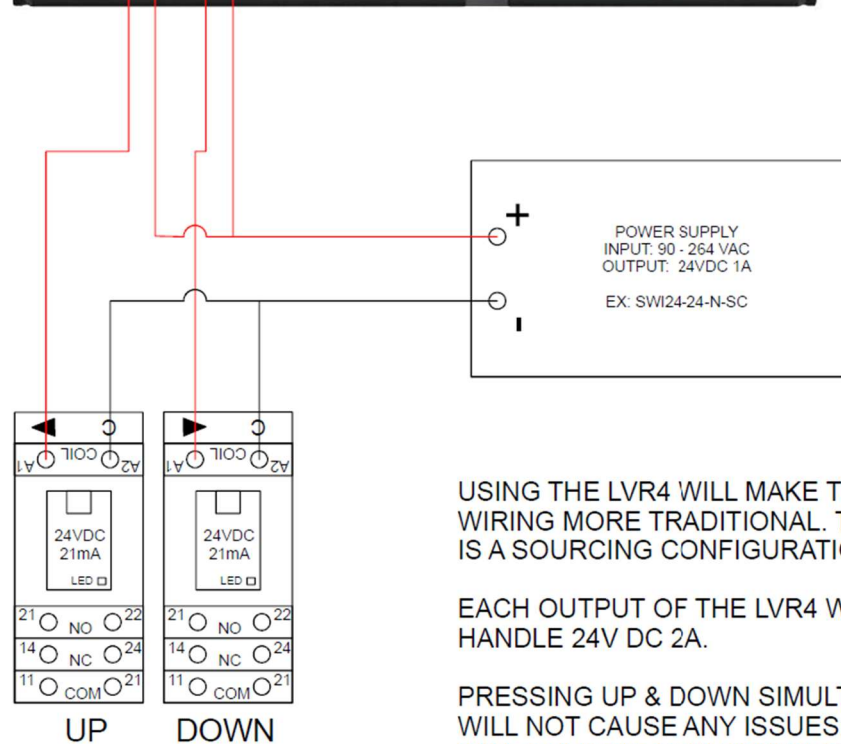 +
POWER SUPPLY
INPUT: 90 - 264 VAC
OUTPUT: 24VDC 1A
EX: SWI24-24-N-SC
-
C
C
A1 COIL A2
A1 COIL A2
24VDC
21mA
LED
24VDC
21mA
LED
21 NO 22
14 NC 24
11 COM 21
21 NO 22
14 NC 24
11 COM 21
UP
DOWN
USING THE LVR4 WILL MAKE T
WIRING MORE TRADITIONAL. T
IS A SOURCING CONFIGURATI
EACH OUTPUT OF THE LVR4 W
HANDLE 24V DC 2A.
PRESSING UP & DOWN SIMULT
WILL NOT CAUSE ANY ISSUES